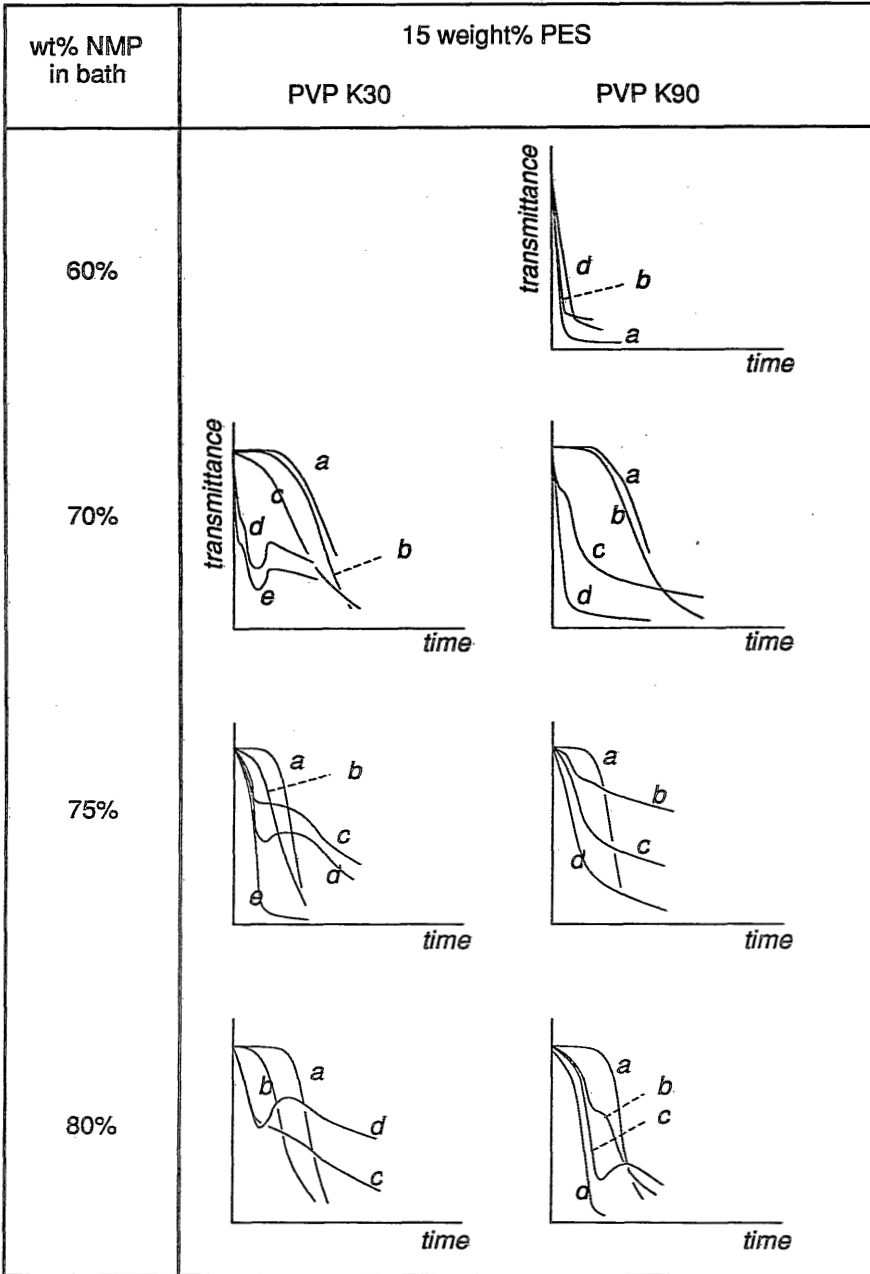 wt% NMP
in bath
15 weight% PES
PVP K30
PVP K90
60%
transmittance
d
b
a
time
70%
transmittance
a
c
d
b
e
time
a
b
c
d
time
75%
a
b
c
d
e
time
a
b
c
d
time
80%
b
a
d
c
time
a
b
c
d
time